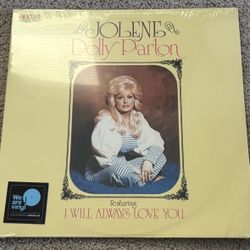 JOLENE
Dolly Parton
We are
vinyl
featuring
I WILL ALWAYS LOVE YOU